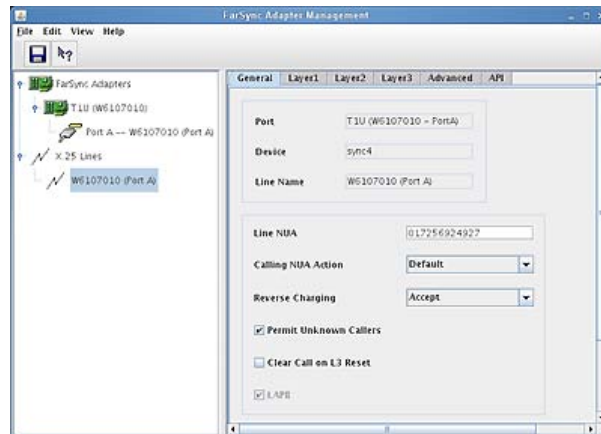 FarSync Adapter Management
File Edit View Help
FarSync Adapters
T1U (W6107010)
Port A -- W6107010 (Port A)
X.25 Lines
W6107010 (Port A)
General Layer1 Layer2 Layer3 Advanced API
Port T1U (W6107010 - PortA)
Device sync4
Line Name W6107010 (Port A)
Line NUA 017256924927
Calling NUA Action Default
Reverse Charging Accept
Permit Unknown Callers
Clear Call on L3 Reset
LAPB